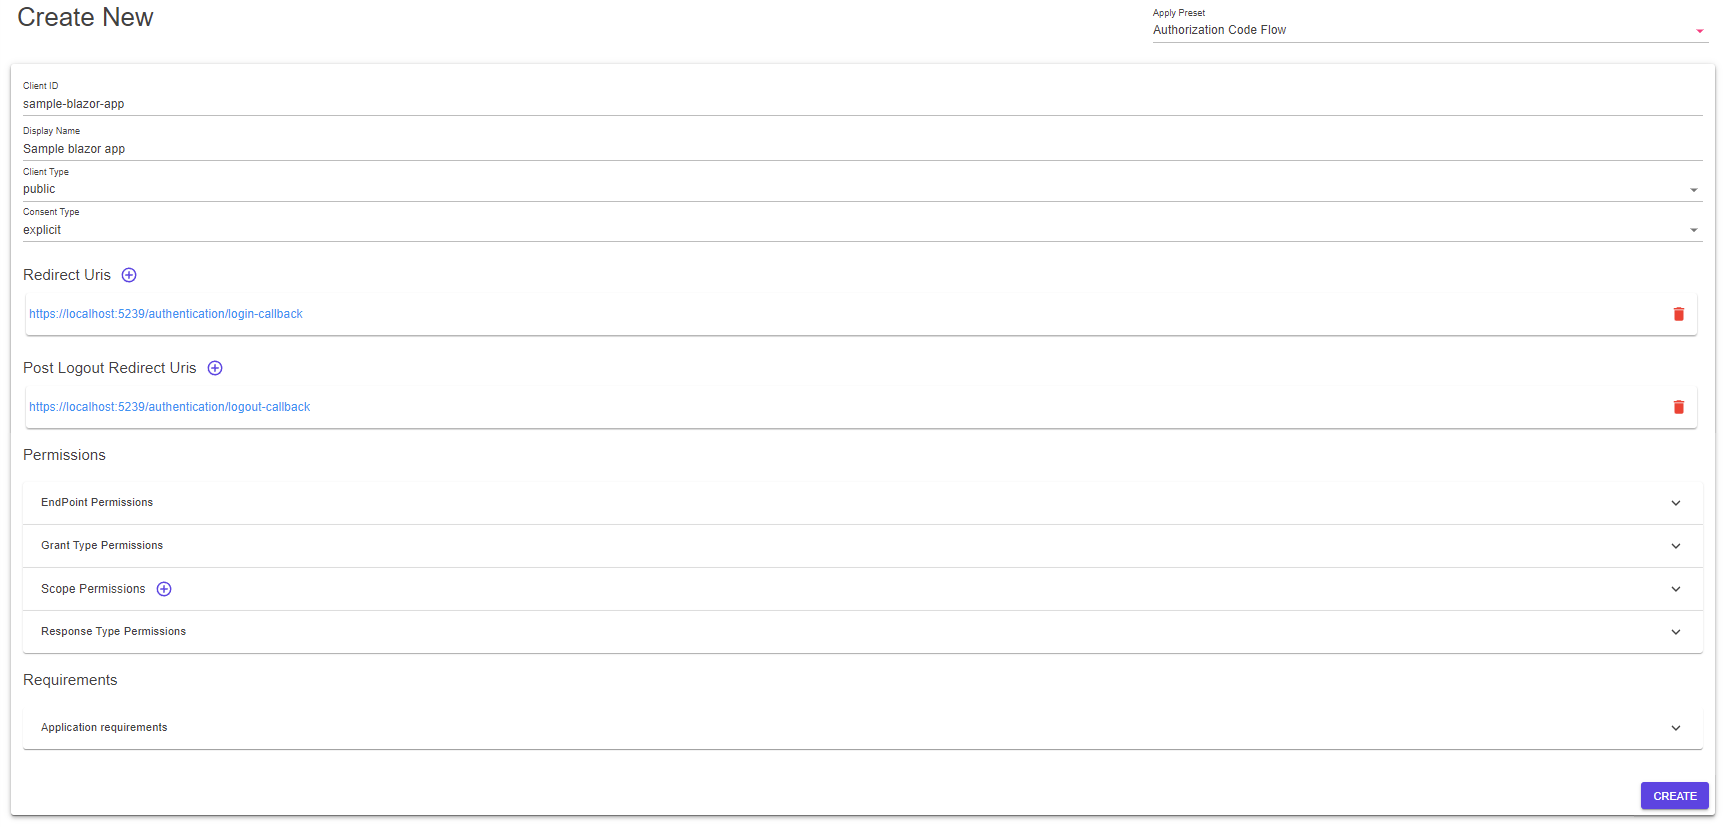 Create New
Apply Preset
Authorization Code Flow
Client ID
sample-blazor-app
Display Name
Sample blazor app
Client Type
public
Consent Type
explicit
Redirect Uris
https://localhost:5239/authentication/login-callback
Post Logout Redirect Uris
https://localhost:5239/authentication/logout-callback
Permissions
EndPoint Permissions
Grant Type Permissions
Scope Permissions
Response Type Permissions
Requirements
Application requirements
CREATE